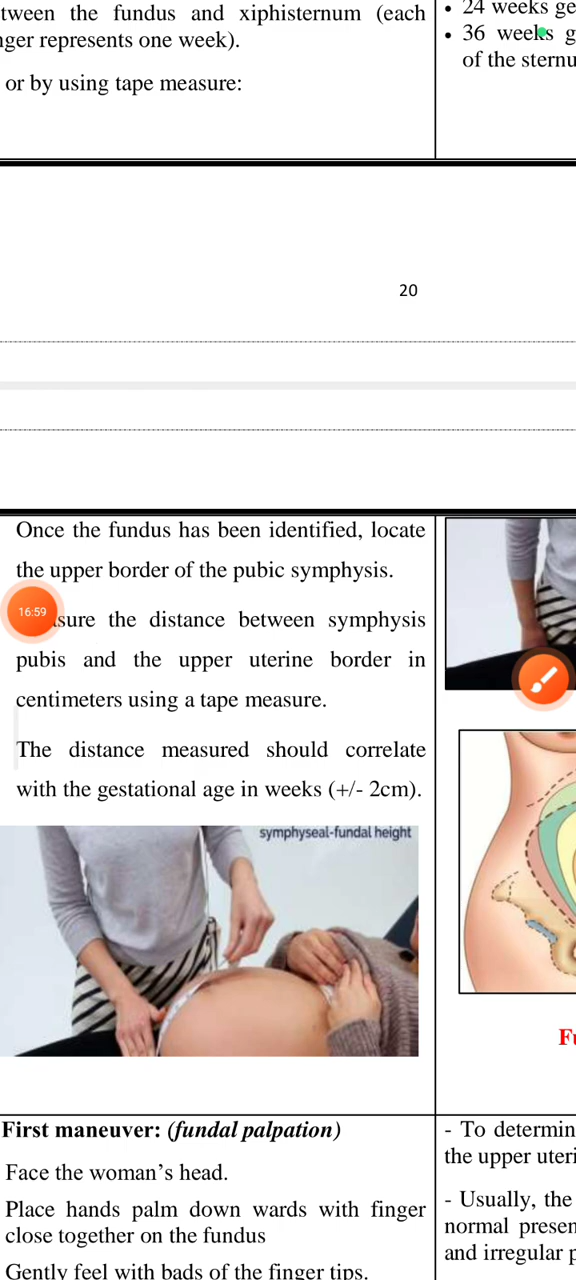 tween the fundus and xiphisternum (each
nger represents one week).
or by using tape measure:
• 24 weeks ge
• 36 weeks g
of the sternu
20
Once the fundus has been identified, locate
the upper border of the pubic symphysis.
sure the distance between symphysis
pubis and the upper uterine border in
centimeters using a tape measure.
The distance measured should correlate
with the gestational age in weeks (+/- 2cm).
16:59
symphyseal-fundal height
Fu
First maneuver: (fundal palpation)
Face the woman's head.
Place hands palm down wards with finger
close together on the fundus
Gently feel with bads of the finger tips.
- To determin
the upper uteri
- Usually, the
normal presen
and irregular p